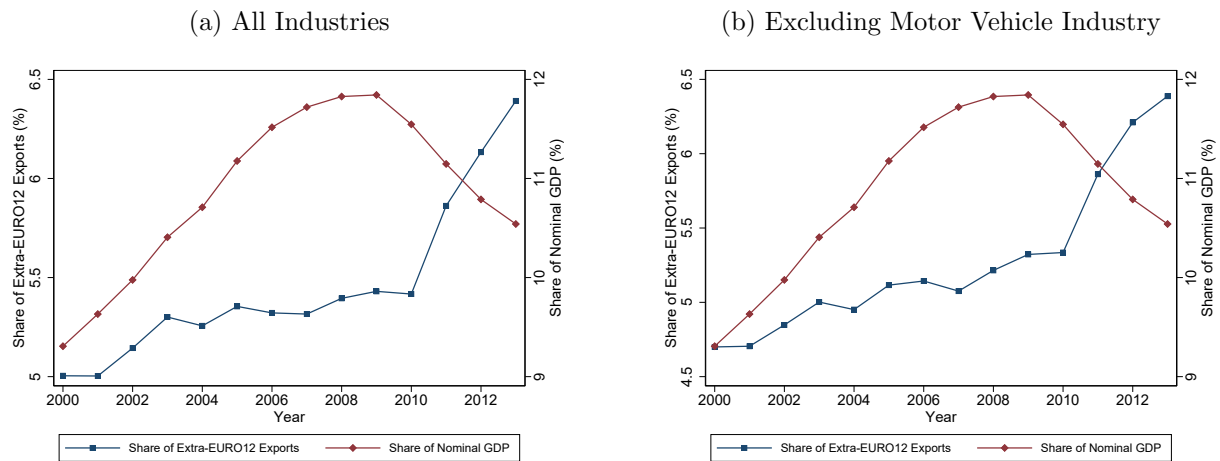 (a) All Industries
Share of Extra-EURO12 Exports (%)
6.5
6
5.5
5
12
11
10
9
Share of Nominal GDP (%)
2000 2002 2004 2006 2008 2010 2012
Year
Share of Extra-EURO12 Exports Share of Nominal GDP
(b) Excluding Motor Vehicle Industry
Share of Extra-EURO12 Exports (%)
6.5
6
5.5
5
4.5
12
11
10
9
Share of Nominal GDP (%)
2000 2002 2004 2006 2008 2010 2012
Year
Share of Extra-EURO12 Exports Share of Nominal GDP